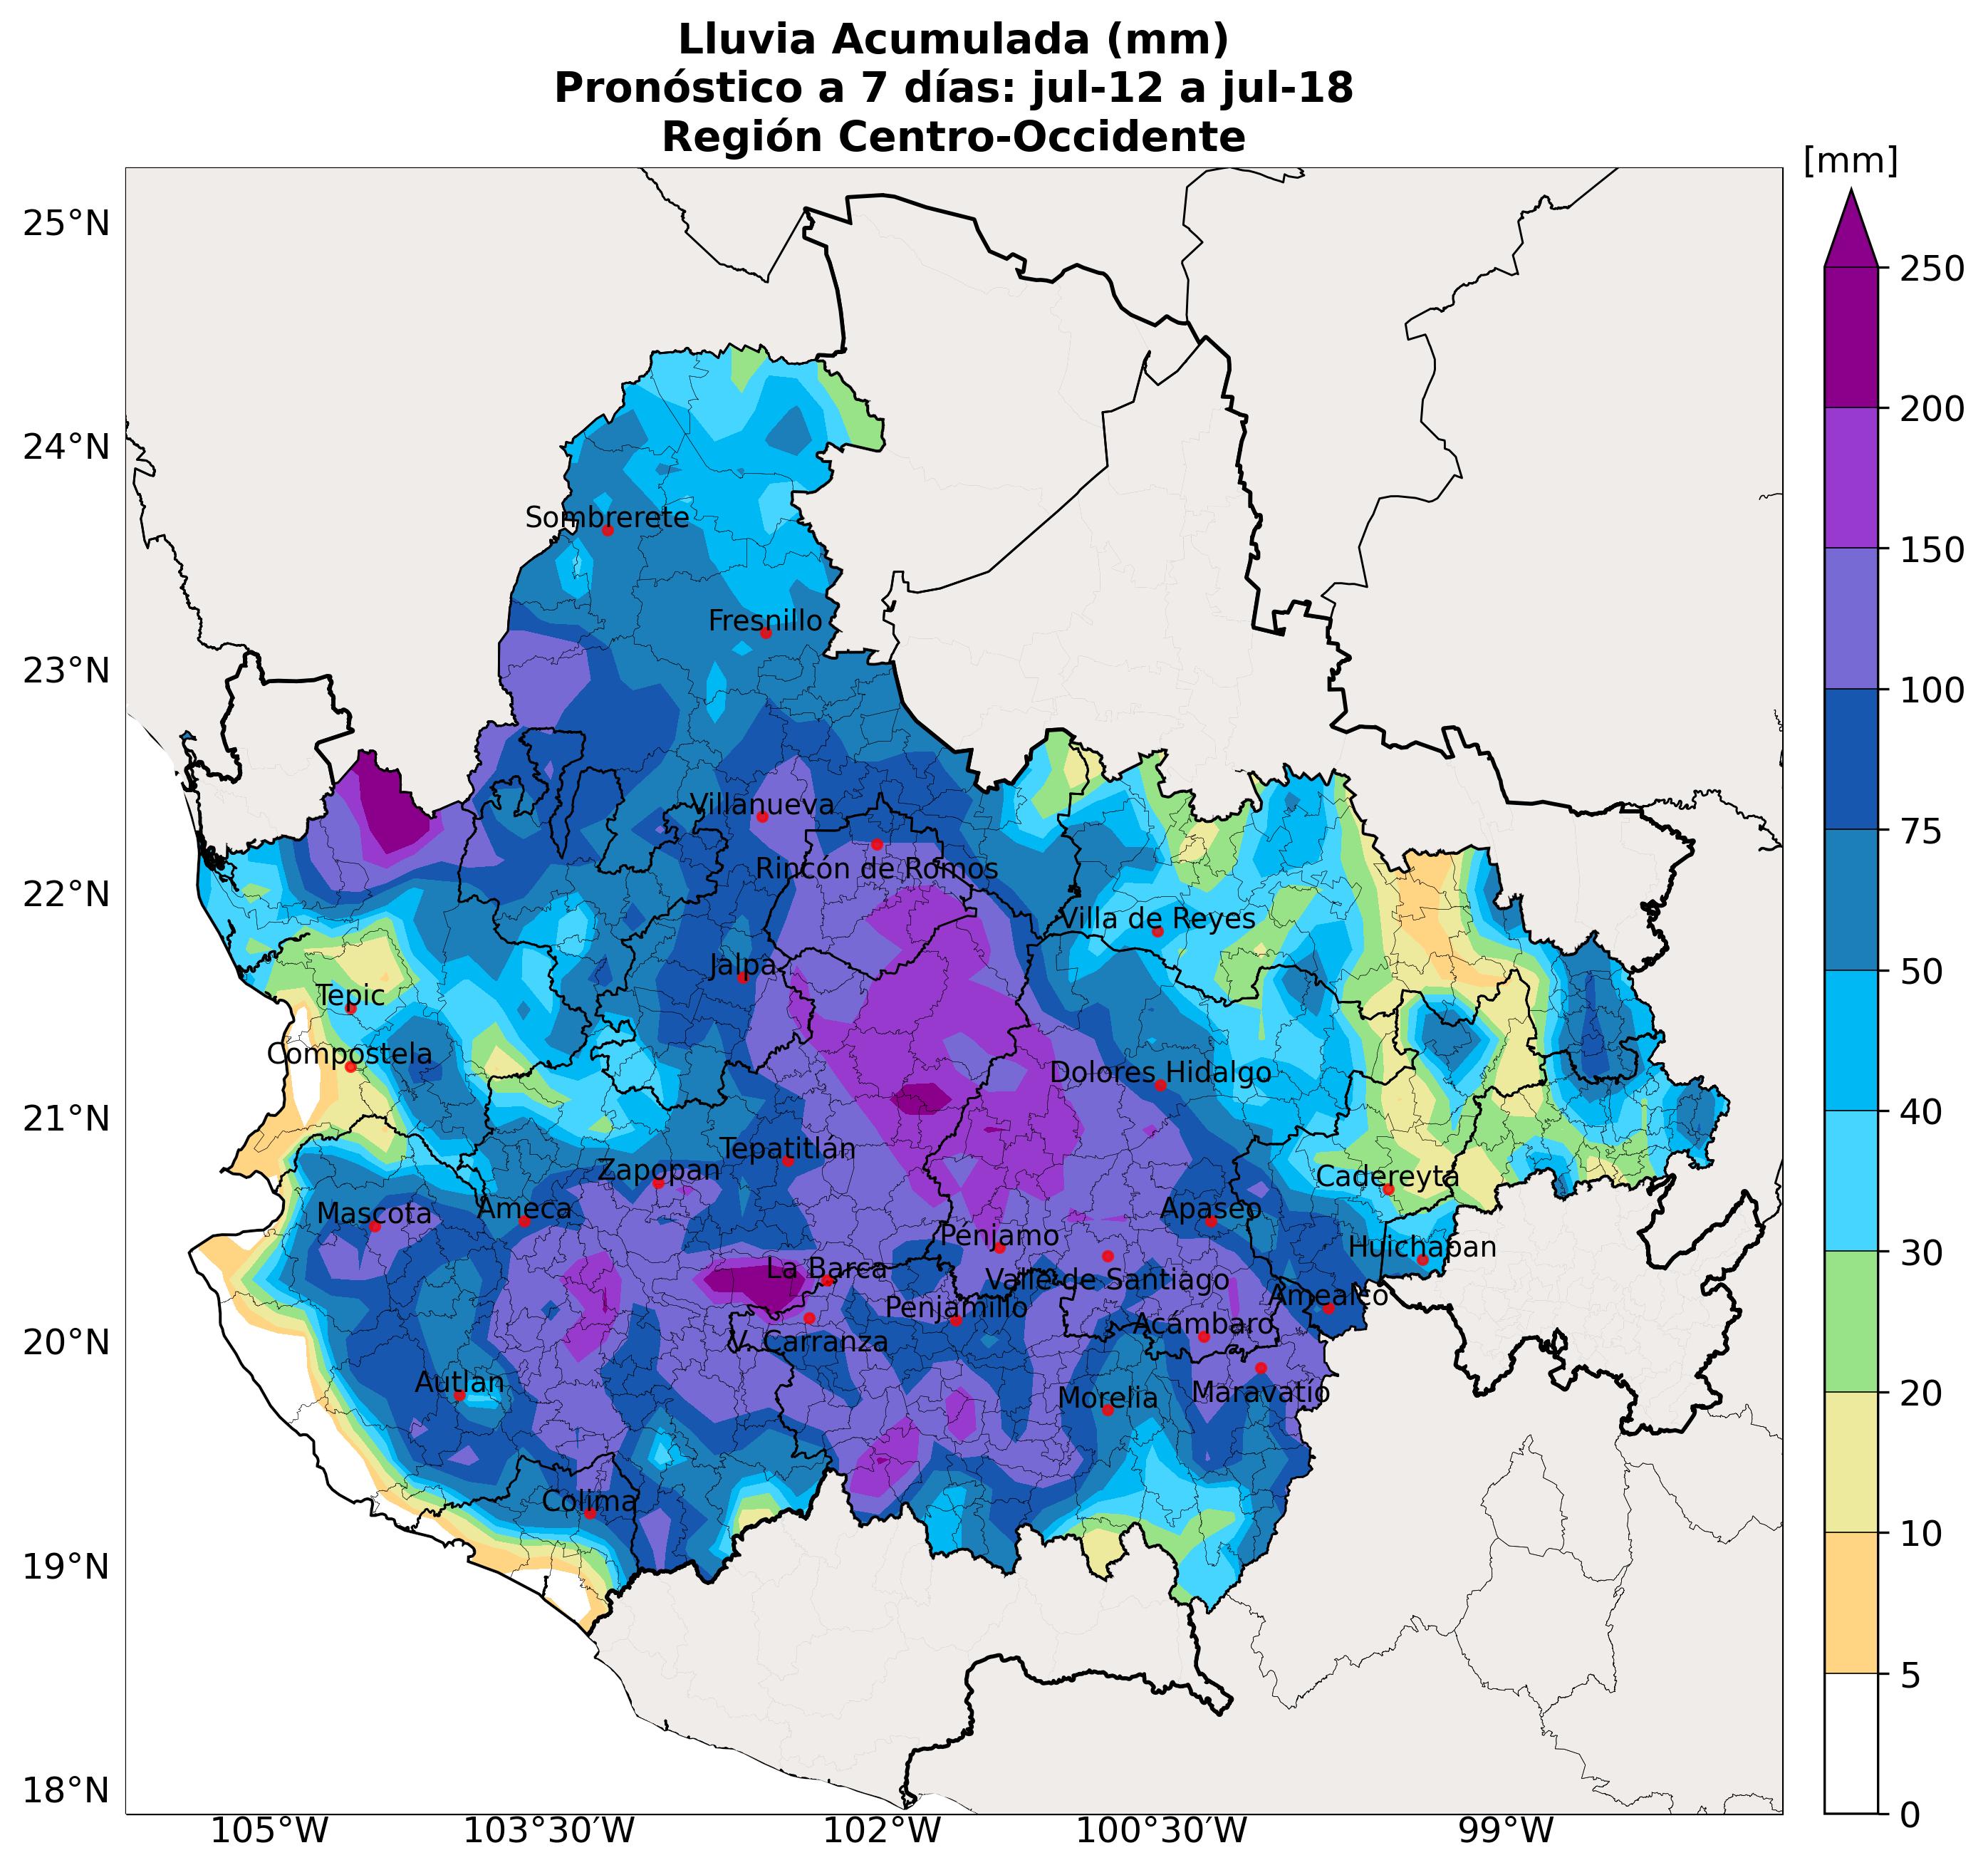 Lluvia Acumulada (mm)
Pronóstico a 7 días: jul-12 a jul-18
Región Centro-Occidente
[mm]
25°N
24°N
23°N
22°N
21°N
20°N
19°N
18°N
105°W
103°30'W
102°W
100°30'W
99°W
250
200
150
100
75
50
40
30
20
10
5
0
Sombrerete
Fresnillo
Villanueva
Rincón de Romos
Villa de Reyes
Jalpa
Tepic
Compostela
Dolores Hidalgo
Tepatitlán
Zapopan
Cadereyta
Mascota
Ameca
Apaseo
Pénjamo
Huichapan
La Barca
Valle de Santiago
Amealco
Penjamillo
Acámbaro
V. Carranza
Autlan
Morelia
Maravatío
Colima